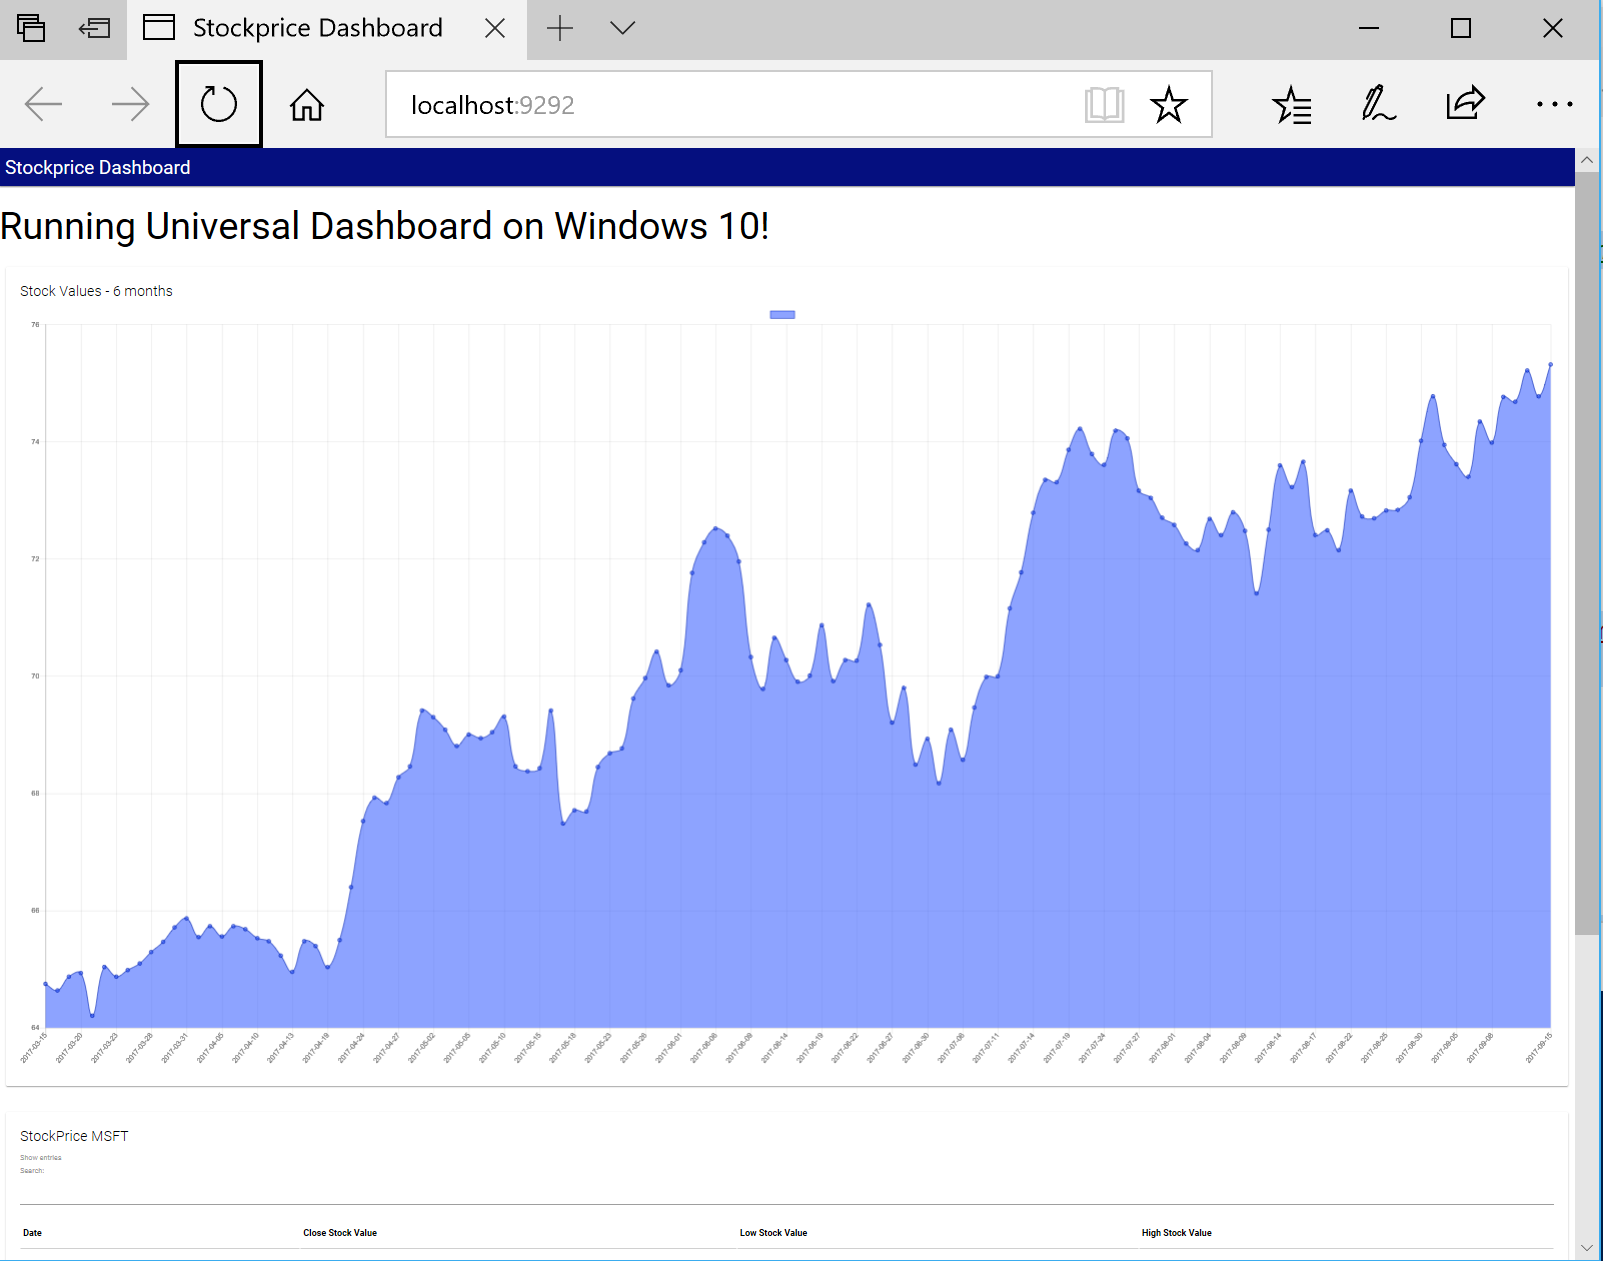 Stockprice Dashboard
localhost:9292
Stockprice Dashboard
Running Universal Dashboard on Windows 10!
Stock Values - 6 months
76
74
72
70
68
66
64
2017-03-15 2017-03-20 2017-03-23 2017-03-28 2017-03-31 2017-04-05 2017-04-10 2017-04-13 2017-04-19 2017-04-24 2017-04-27 2017-05-02 2017-05-05 2017-05-10 2017-05-15 2017-05-18 2017-05-23 2017-05-26 2017-06-01 2017-06-06 2017-06-09 2017-06-14 2017-06-19 2017-06-22 2017-06-27 2017-06-30 2017-07-06 2017-07-11 2017-07-14 2017-07-19 2017-07-24 2017-07-27 2017-08-01 2017-08-04 2017-08-09 2017-08-14 2017-08-17 2017-08-22 2017-08-25 2017-08-30 2017-09-05 2017-09-08 2017-09-15
StockPrice MSFT
Show entries
Search:
Date Close Stock Value Low Stock Value High Stock Value